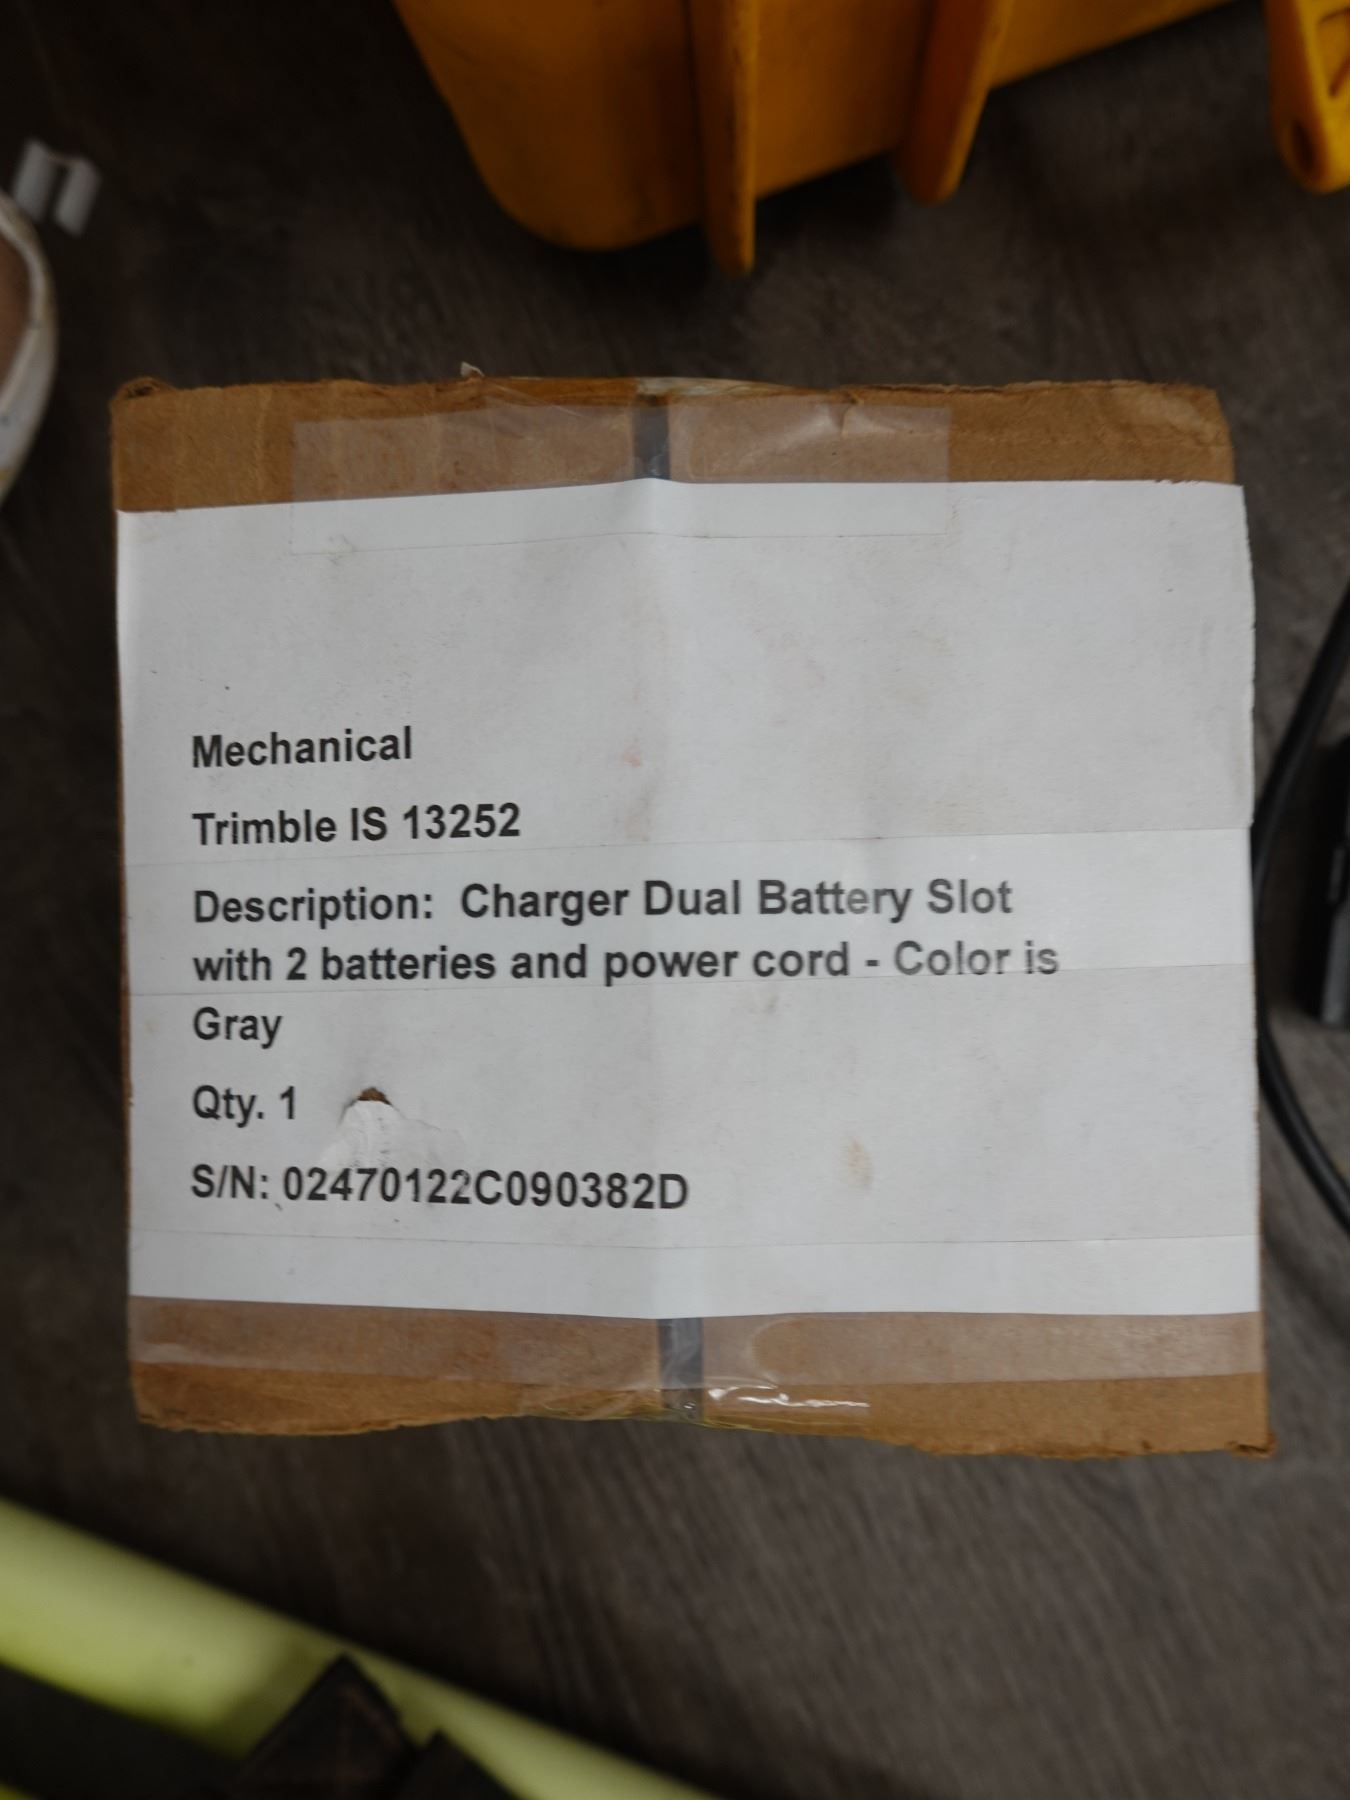 Mechanical
Trimble IS 13252
Description: Charger Dual Battery Slot
with 2 batteries and power cord - Color is
Gray
Qty. 1
S/N: 02470122C090382D